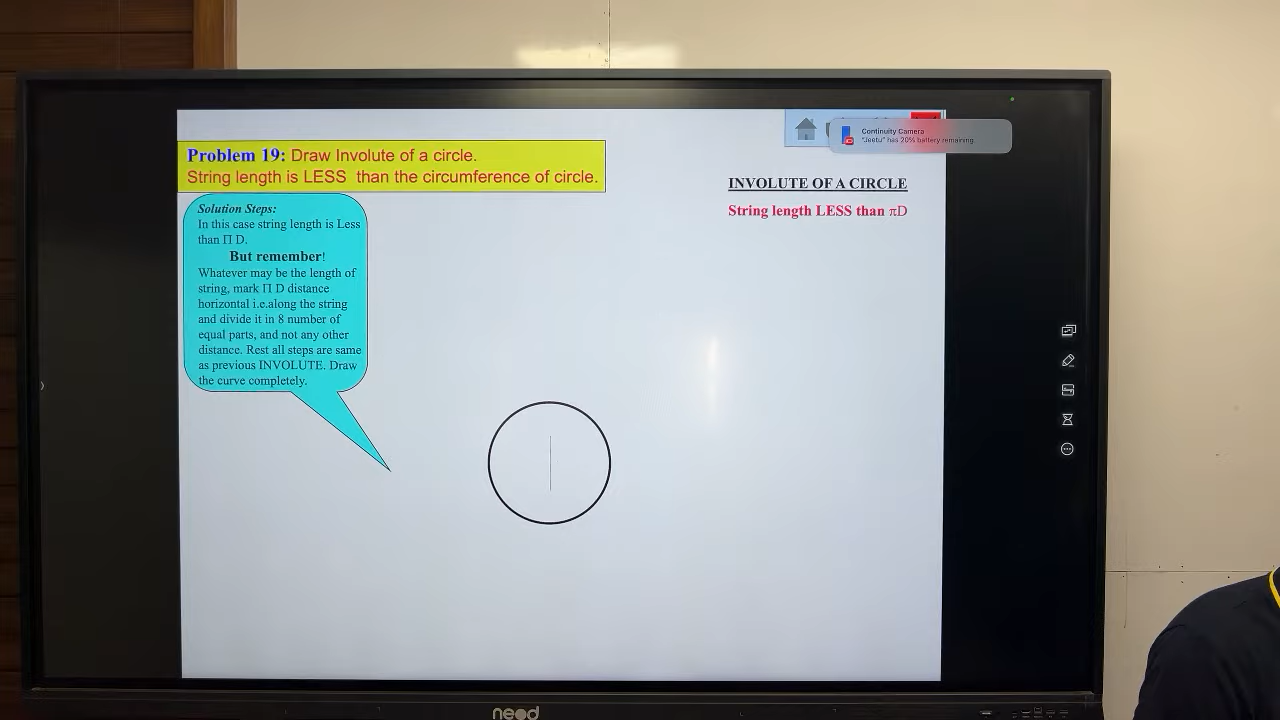 Continuity Camera
"Jeetu" has 20% battery remaining
Problem 19: Draw Involute of a circle.
String length is LESS than the circumference of circle.
INVOLUTE OF A CIRCLE
String length LESS than πD
Solution Steps:
In this case string length is Less
than Π D.
But remember!
Whatever may be the length of
string, mark Π D distance
horizontal i.e.along the string
and divide it in 8 number of
equal parts, and not any other
distance. Rest all steps are same
as previous INVOLUTE. Draw
the curve completely.
neod